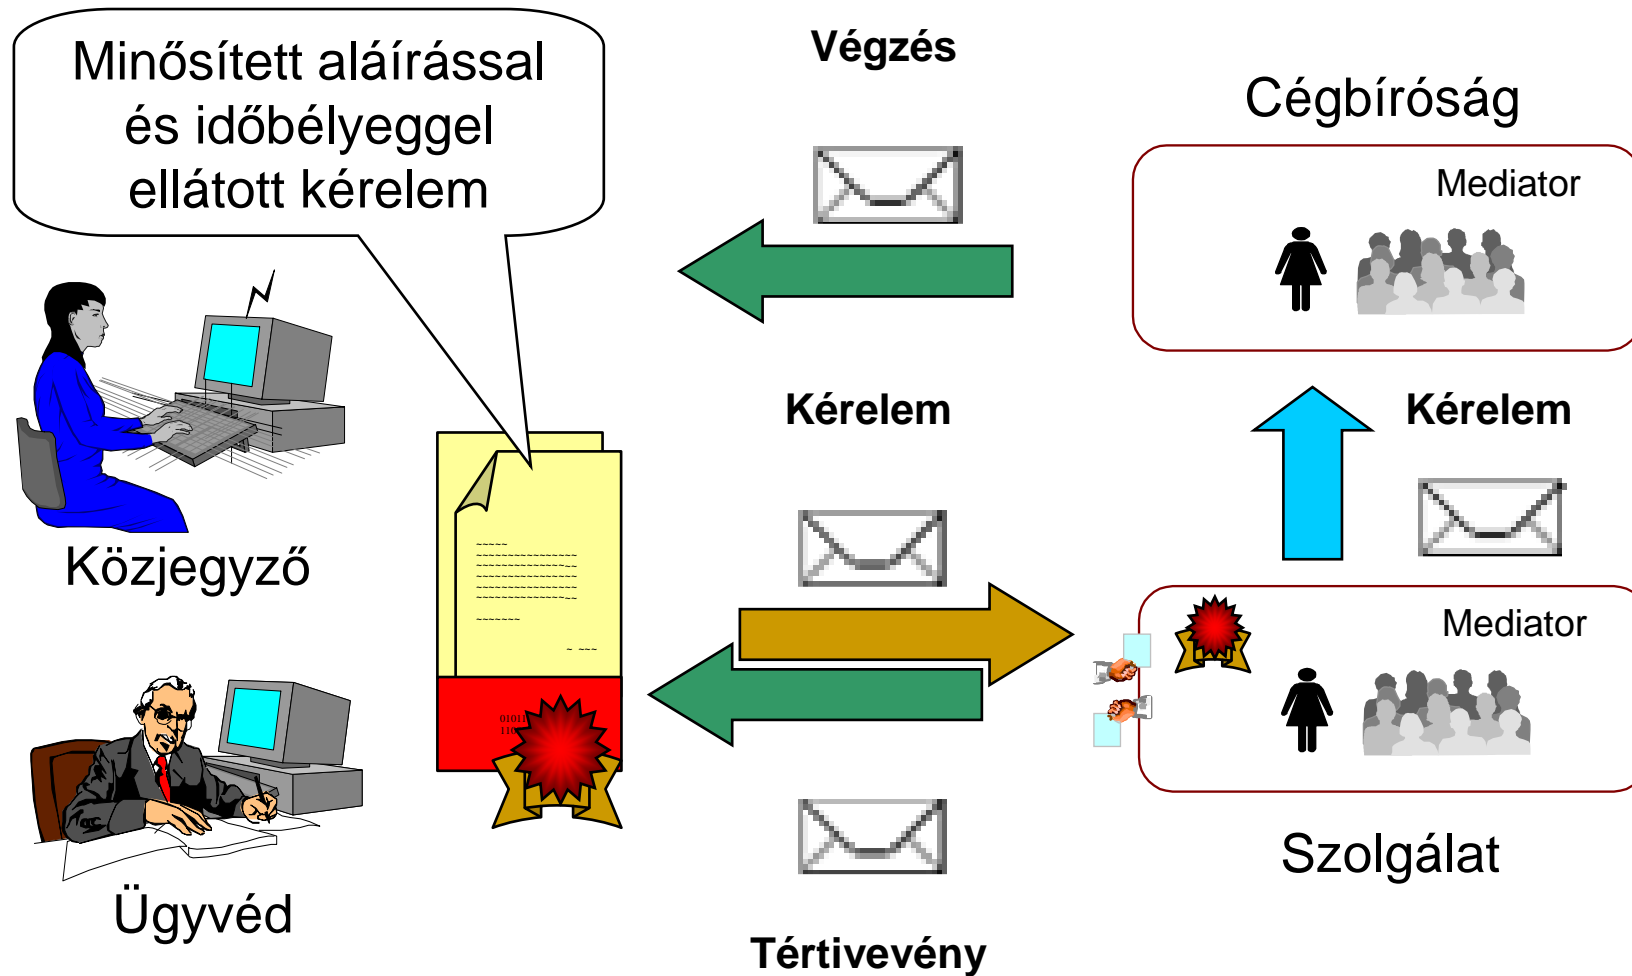 Minősített aláírással
és időbélyeggel
ellátott kérelem
Végzés
Cégbíróság
Mediator
Közjegyző
Kérelem
Kérelem
Mediator
Ügyvéd
Szolgálat
Tértivevény